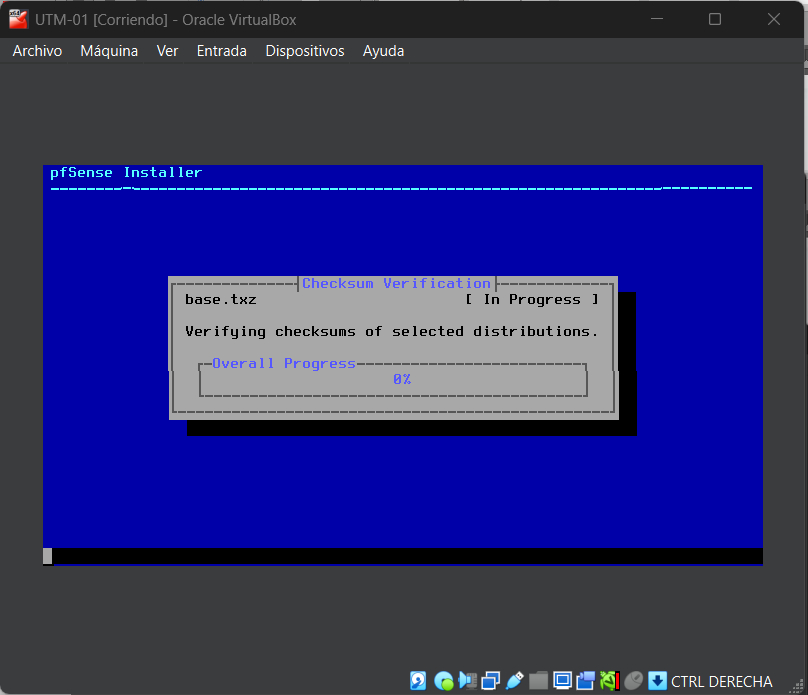 UTM-01 [Corriendo] - Oracle VirtualBox
Archivo Máquina Ver Entrada Dispositivos Ayuda
pfSense Installer
Checksum Verification
base.txz [ In Progress ]
Verifying checksums of selected distributions.
Overall Progress
0%
CTRL DERECHA